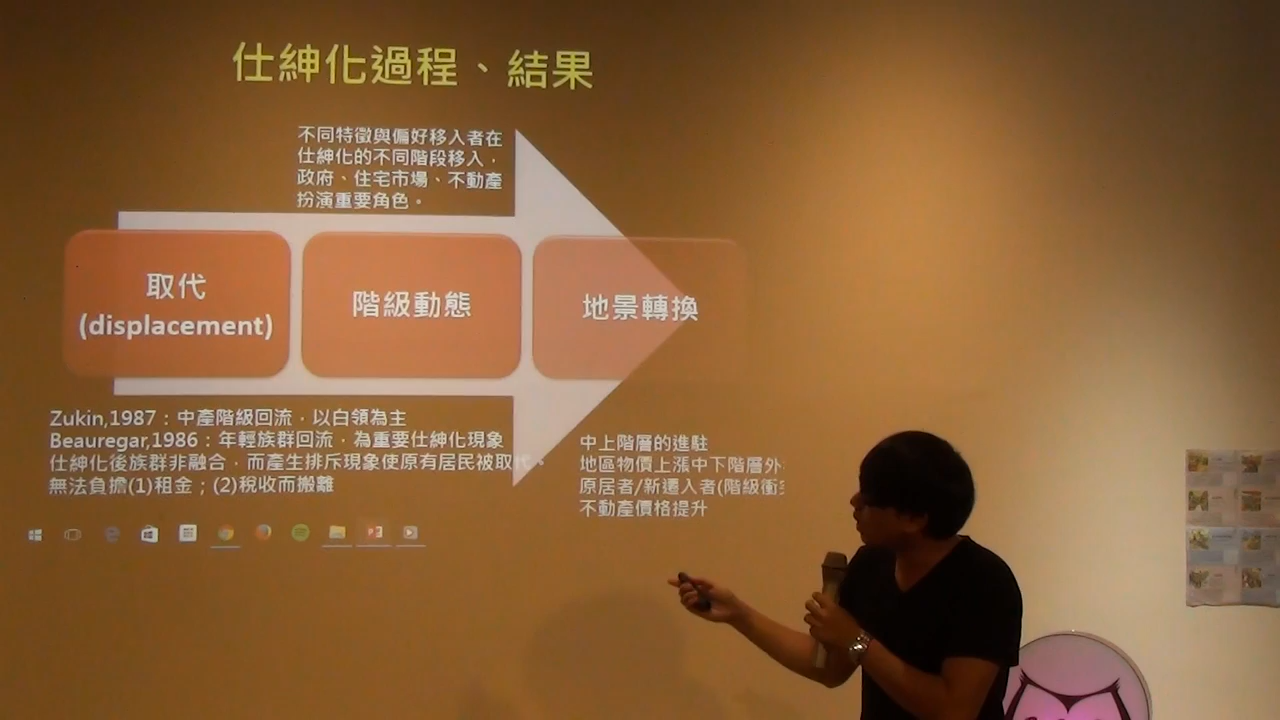 仕紳化過程、結果
不同特徵與偏好移入者在
仕紳化的不同階段移入，
政府、住宅市場、不動產
扮演重要角色。
取代
(displacement)
階級動態
地景轉換
Zukin,1987：中產階級回流，以白領為主
Beauregar,1986：年輕族群回流，為重要仕紳化現象
仕紳化後族群非融合，而產生排斥現象使原有居民被取代。
無法負擔(1)租金；(2)稅收而搬離
中上階層的進駐
地區物價上漲中下階層外
原居者/新遷入者(階級衝
不動產價格提升